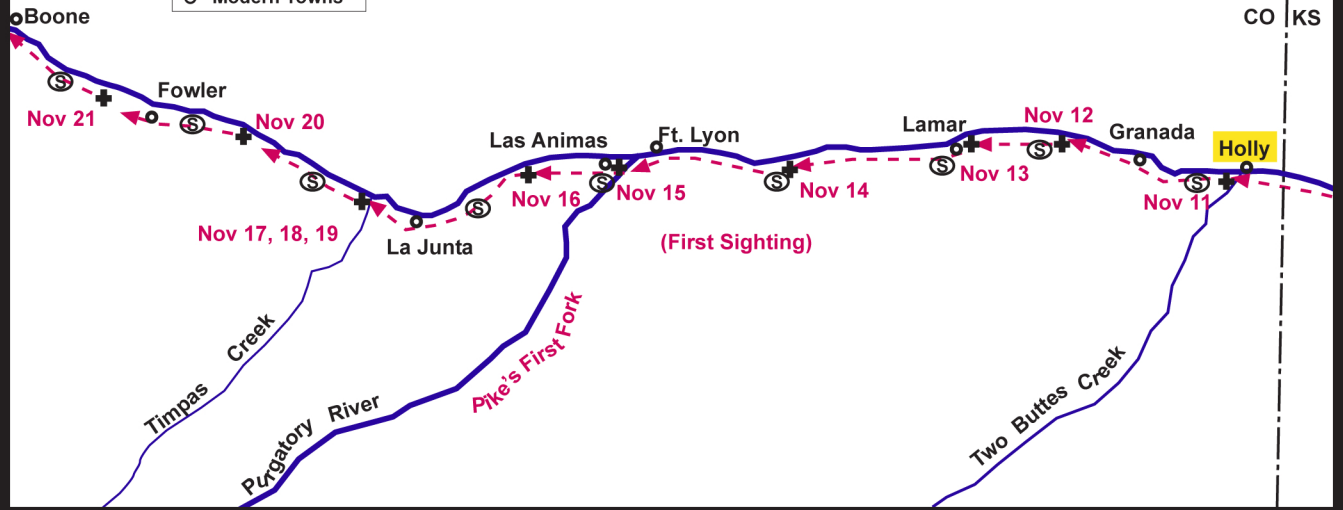 O Modern Towns
Boone
CO KS
Fowler
Nov 21
S
S
Nov 20
S
Nov 17, 18, 19
La Junta
S
Las Animas
Nov 16
S
Nov 15
Ft. Lyon
(First Sighting)
S
Nov 14
Lamar
S
Nov 13
Nov 12
S
Granada
Holly
S
Nov 11
Timpas Creek
Purgatory River
Pike's First Fork
Two Buttes Creek